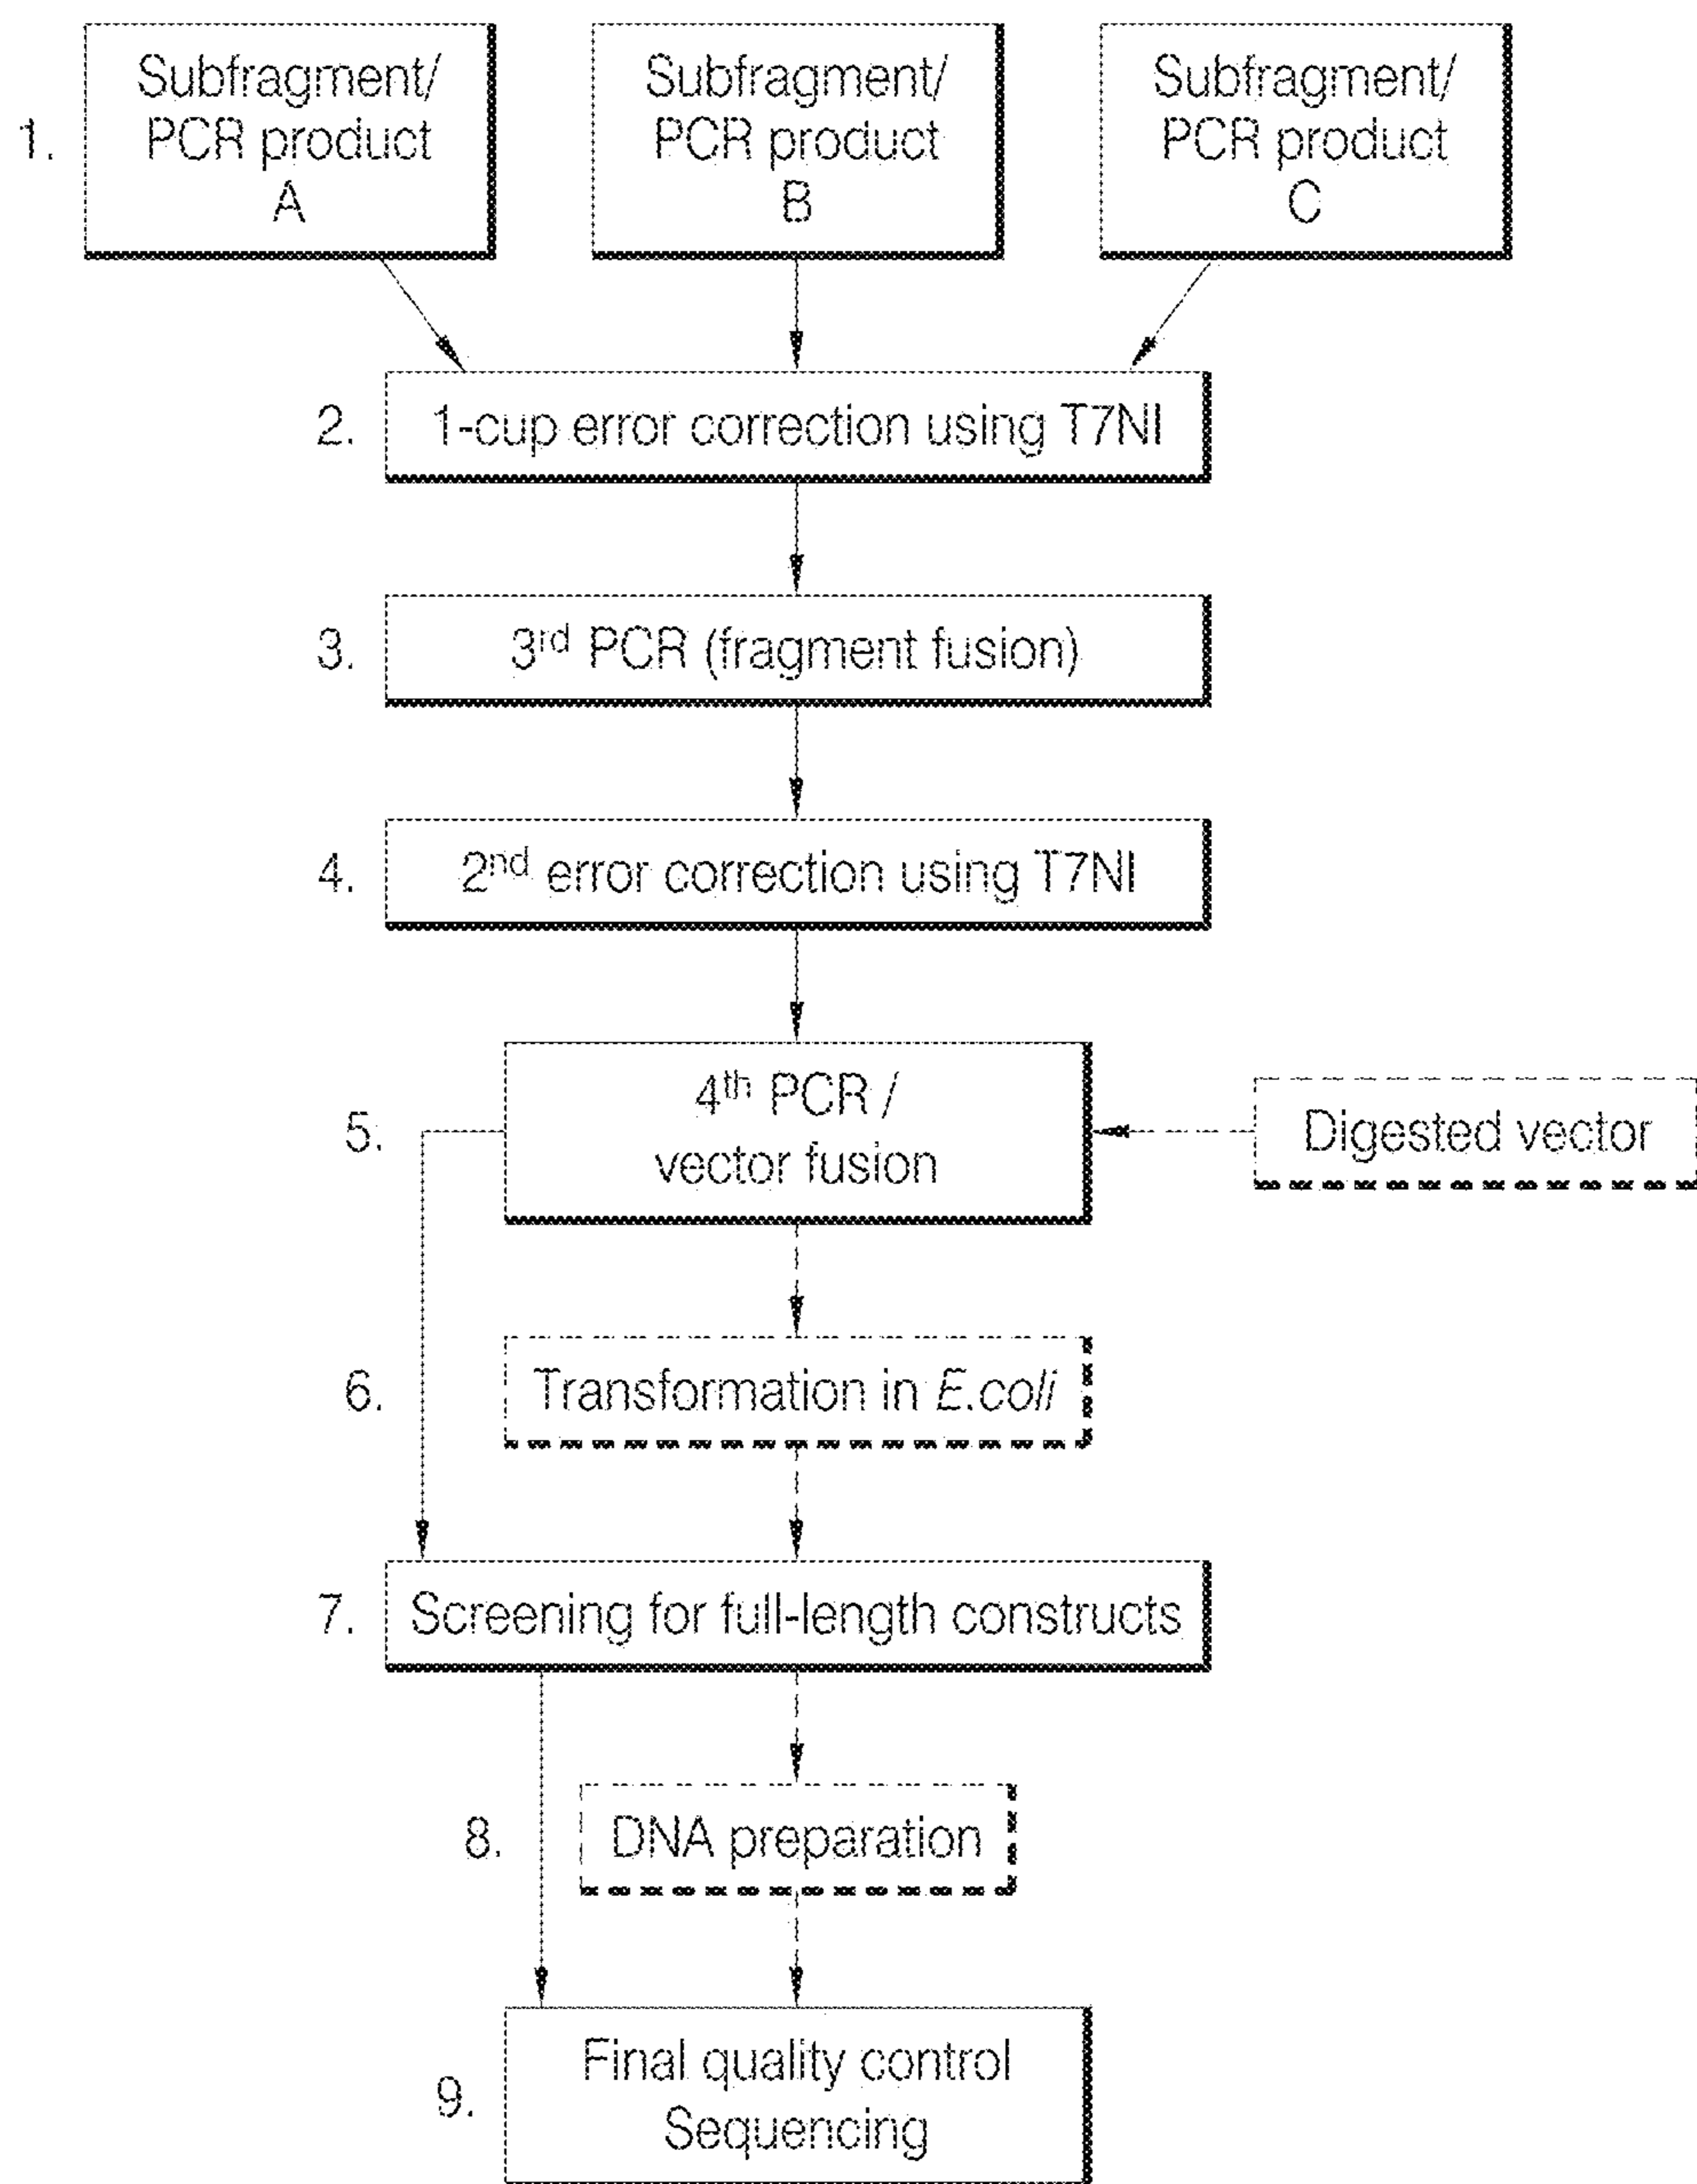 Subfragment/
PCR product
A
Subfragment/
PCR product
B
Subfragment/
PCR product
C
1.
2.
1-cup error correction using T7NI
3.
3rd PCR (fragment fusion)
4.
2nd error correction using T7NI
5.
4th PCR /
vector fusion
Digested vector
6.
Transformation in E.coli
7.
Screening for full-length constructs
8.
DNA preparation
9.
Final quality control
Sequencing